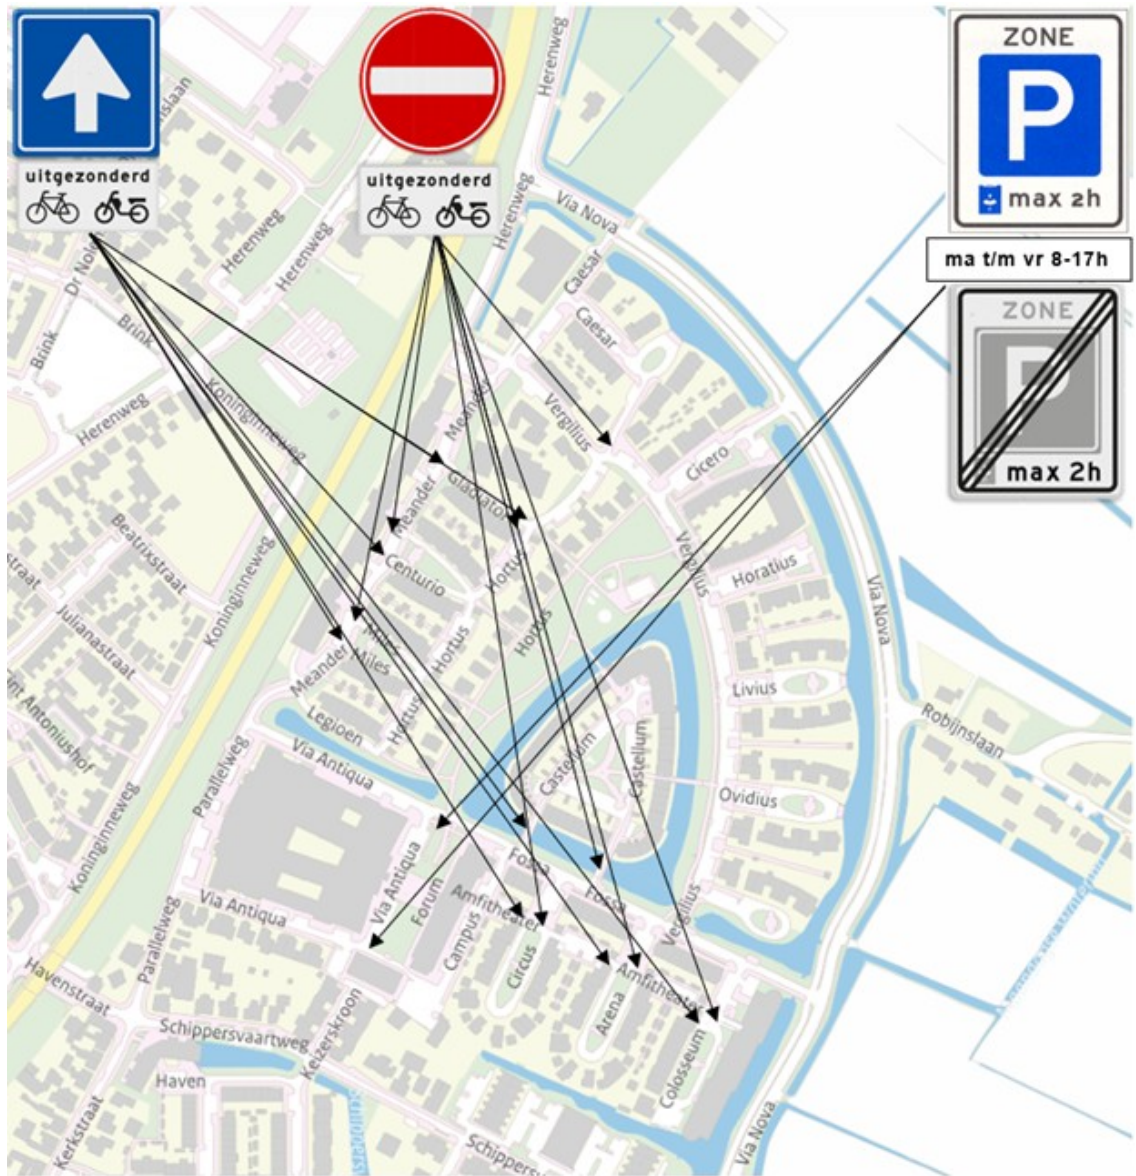 uitgezonderd
uitgezonderd
ZONE
P
max 2h
ma t/m vr 8-17h
ZONE
P
max 2h
Herenweg
Herenweg
Via Nova
Herenweg
Herenweg
Caesar
Caesar
Brink
Brink
Koninginneweg
Herenweg
Meander
Vergilius
Cicero
Meander
Gladiator
Vergilius
Horatius
Via Nova
Beatrixstraat
Koninginneweg
Centurio
Hortus
Hortus
Julianastraat
Miles
Miles
Hortus
Meander
Livius
Robijnslaan
Legioen
Hortus
Via Antiqua
Parallelweg
Castellum
Castellum
Ovidius
Koninginneweg
Fossa
Fossa
Via Antiqua
Forum
Amfitheater
Via Antiqua
Parallelweg
Campus
Circus
Vergilius
Amfitheater
Arena
Havenstraat
Schippersvaartweg
Keizerskroon
Colosseum
Haven
Kerkstraat
Via Nova